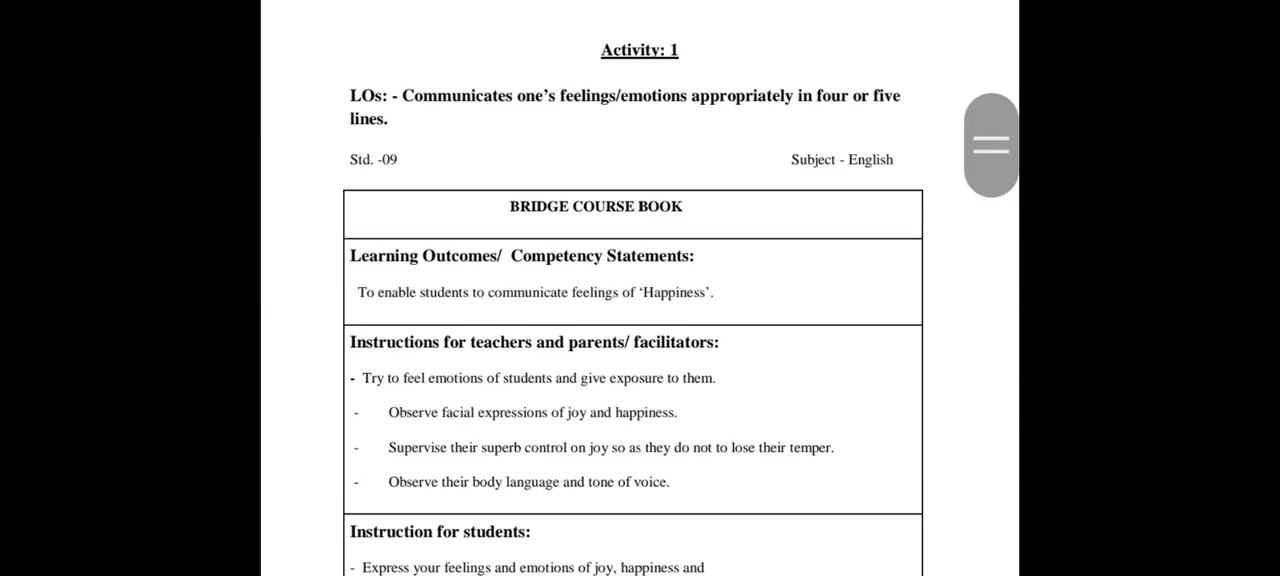 Activity: 1
LOs: - Communicates one’s feelings/emotions appropriately in four or five
lines.
Std. -09 Subject - English
BRIDGE COURSE BOOK
Learning Outcomes/ Competency Statements:
To enable students to communicate feelings of ‘Happiness’.
Instructions for teachers and parents/ facilitators:
- Try to feel emotions of students and give exposure to them.
- Observe facial expressions of joy and happiness.
- Supervise their superb control on joy so as they do not to lose their temper.
- Observe their body language and tone of voice.
Instruction for students:
- Express your feelings and emotions of joy, happiness and